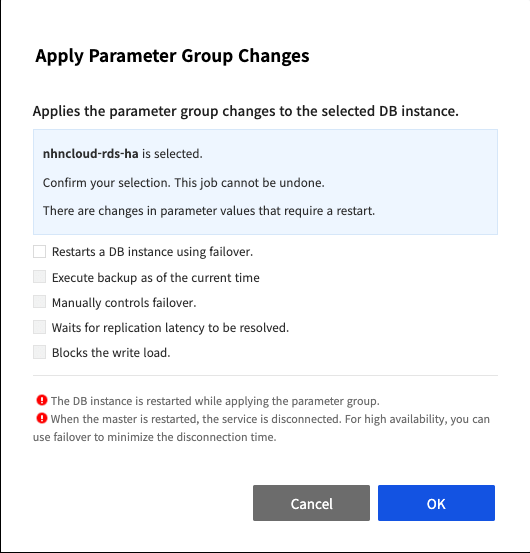 Apply Parameter Group Changes
Applies the parameter group changes to the selected DB instance.
nhncloud-rds-ha is selected.
Confirm your selection. This job cannot be undone.
There are changes in parameter values that require a restart.
Restarts a DB instance using failover.
Execute backup as of the current time
Manually controls failover.
Waits for replication latency to be resolved.
Blocks the write load.
The DB instance is restarted while applying the parameter group.
When the master is restarted, the service is disconnected. For high availability, you can
use failover to minimize the disconnection time.
Cancel
OK